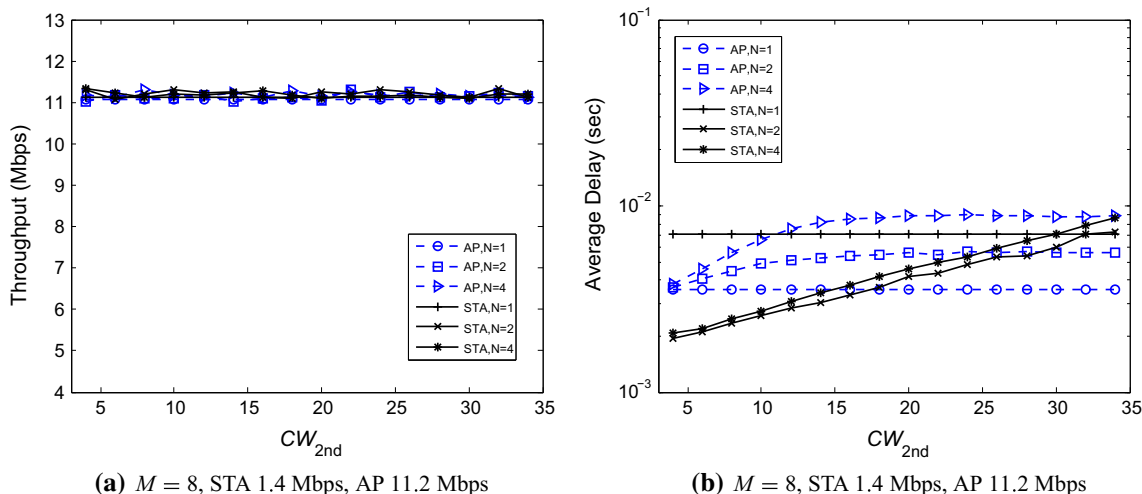 13
12
11
10
9
8
7
6
5
4
Throughput (Mbps)
AP,N=1
AP,N=2
AP,N=4
STA,N=1
STA,N=2
STA,N=4
5 10 15 20 25 30 35
CW2nd
(a) M = 8, STA 1.4 Mbps, AP 11.2 Mbps
10−1
10−2
10−3
Average Delay (sec)
AP,N=1
AP,N=2
AP,N=4
STA,N=1
STA,N=2
STA,N=4
5 10 15 20 25 30 35
CW2nd
(b) M = 8, STA 1.4 Mbps, AP 11.2 Mbps